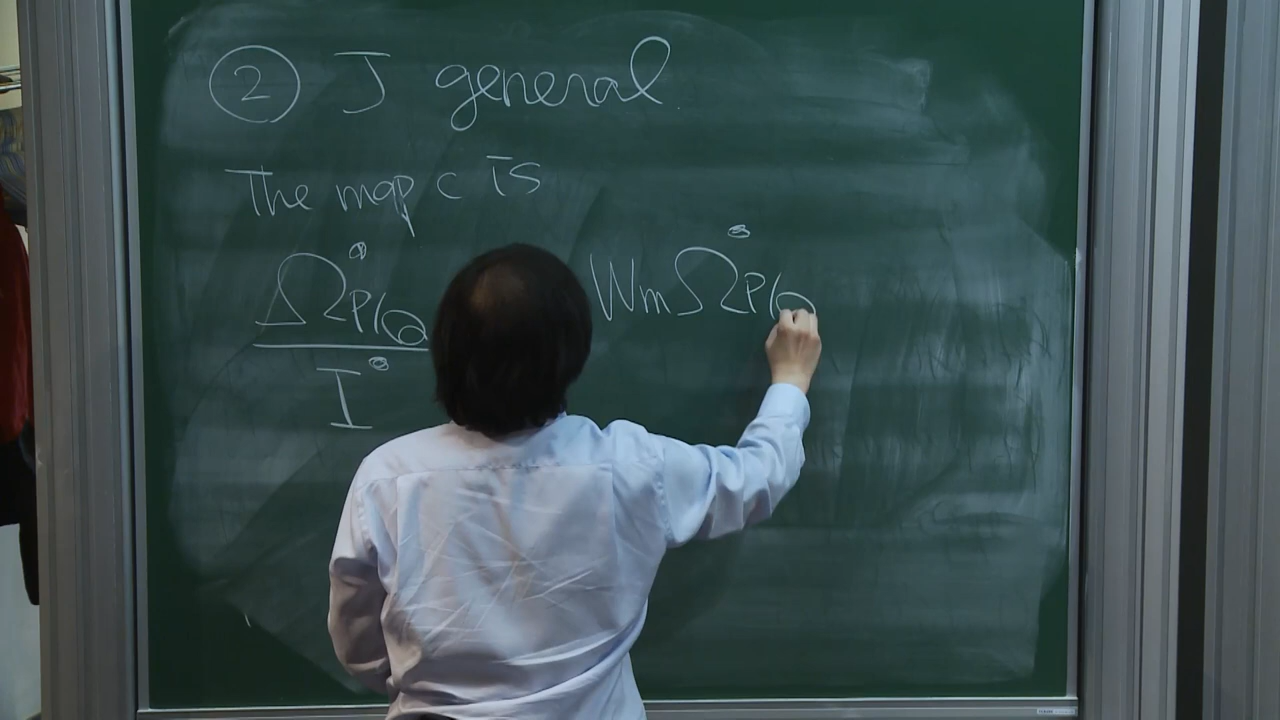 ② J general
The map c is
Ω•P/Q WmΩ•P/Q
I•